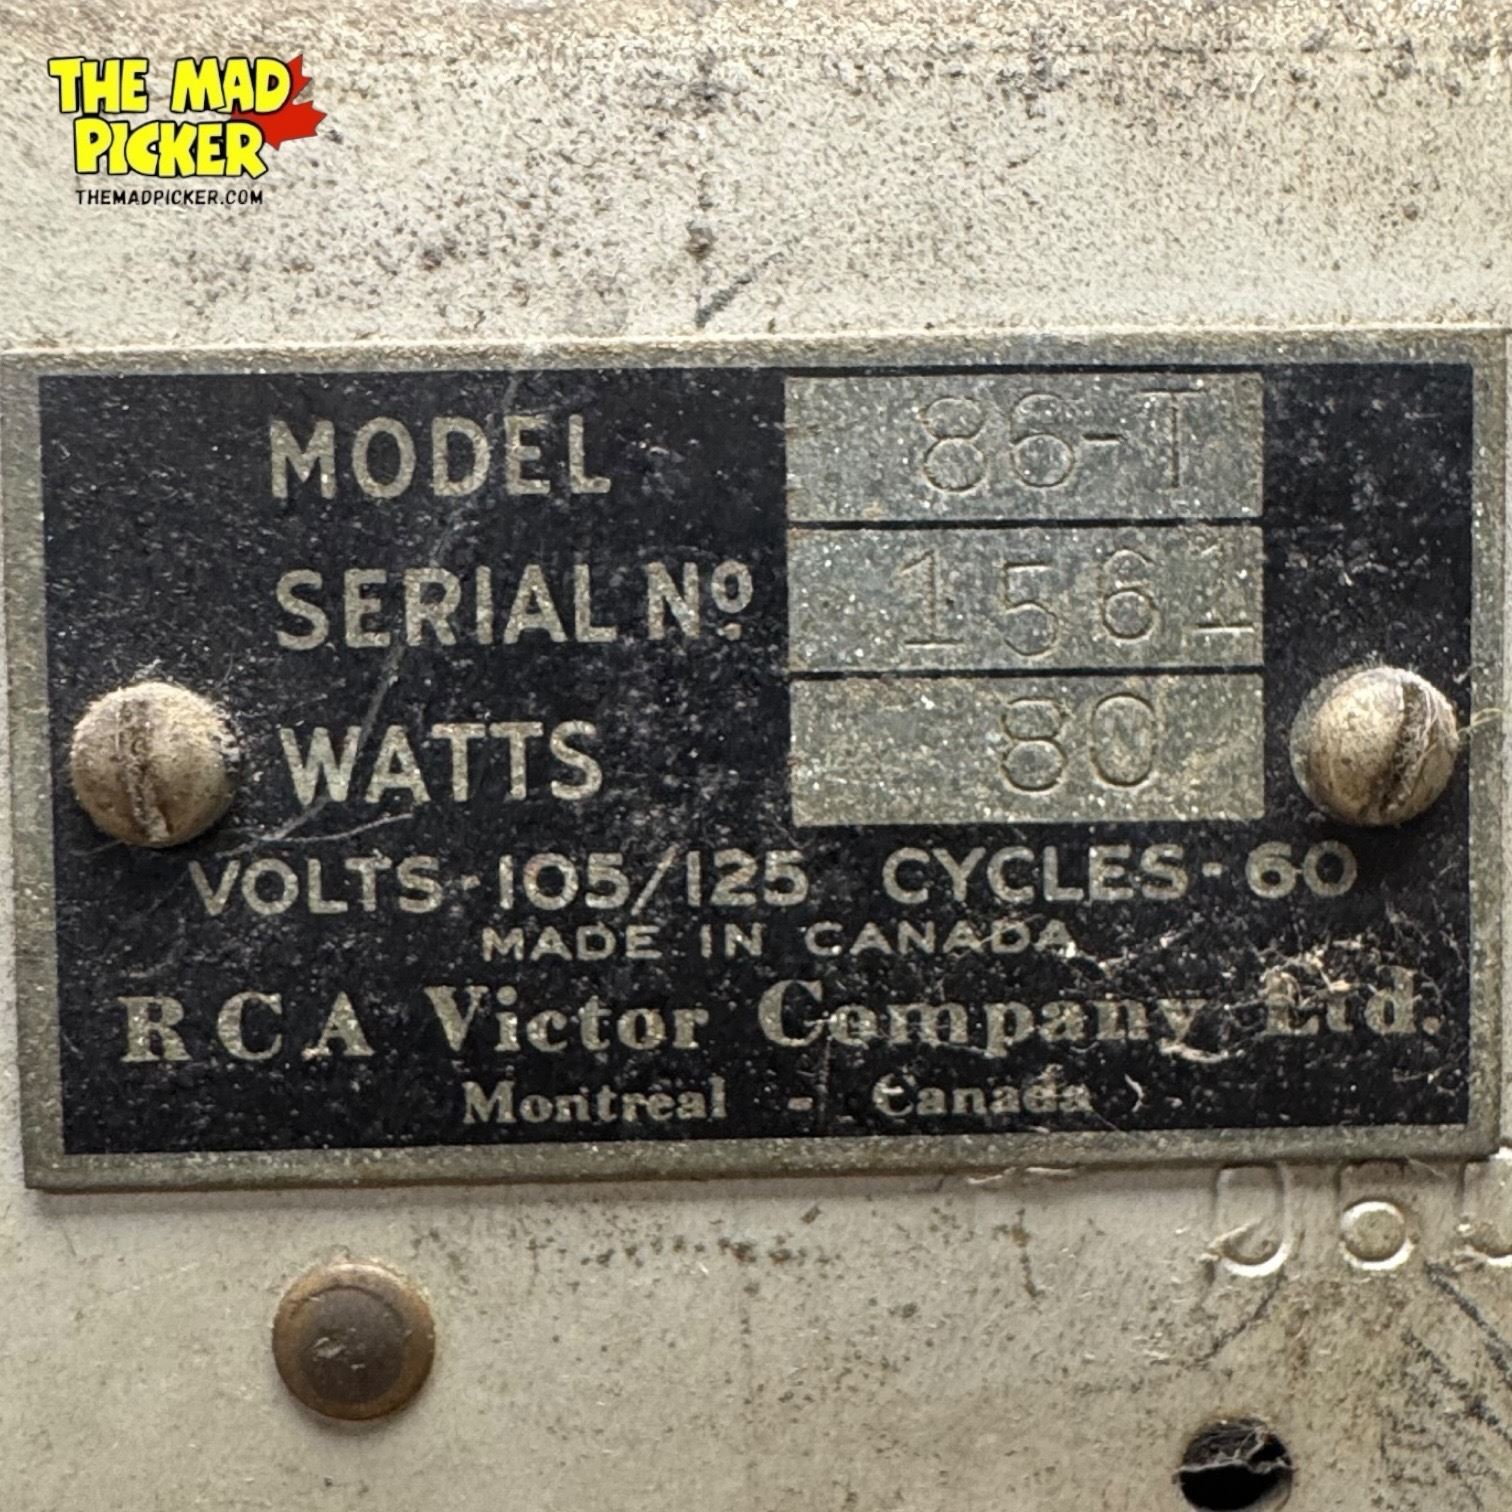 THE MAD
PICKER
THEMADPICKER.COM
MODEL 86-T
SERIAL Nº 1561
WATTS 80
VOLTS-105/125 CYCLES-60
MADE IN CANADA
RCA Victor Company Ltd.
Montreal - Canada